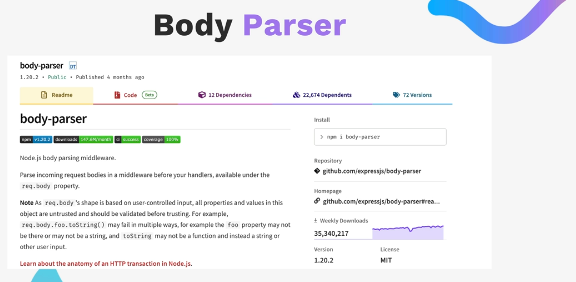 Body Parser
body-parser DT
1.20.2 • Public • Published 4 months ago
Readme
Code Beta
12 Dependencies
22,674 Dependents
72 Versions
body-parser
npm v1.20.2 downloads
coverage 100%
Node.js body parsing middleware.
Parse incoming request bodies in a middleware before your handlers, available under the
req.body property.
Note As req.body 's shape is based on user-controlled input, all properties and values in this
object are untrusted and should be validated before trusting. For example,
req.body.foo.toString() may fail in multiple ways, for example the foo property may not
be there or may not be a string, and toString may not be a function and instead a string or
other user input.
Learn about the anatomy of an HTTP transaction in Node.js.
Install
> npm i body-parser
Repository
github.com/expressjs/body-parser
Homepage
github.com/expressjs/body-parser#rea...
Weekly Downloads
35,340,217
Version
1.20.2
License
MIT